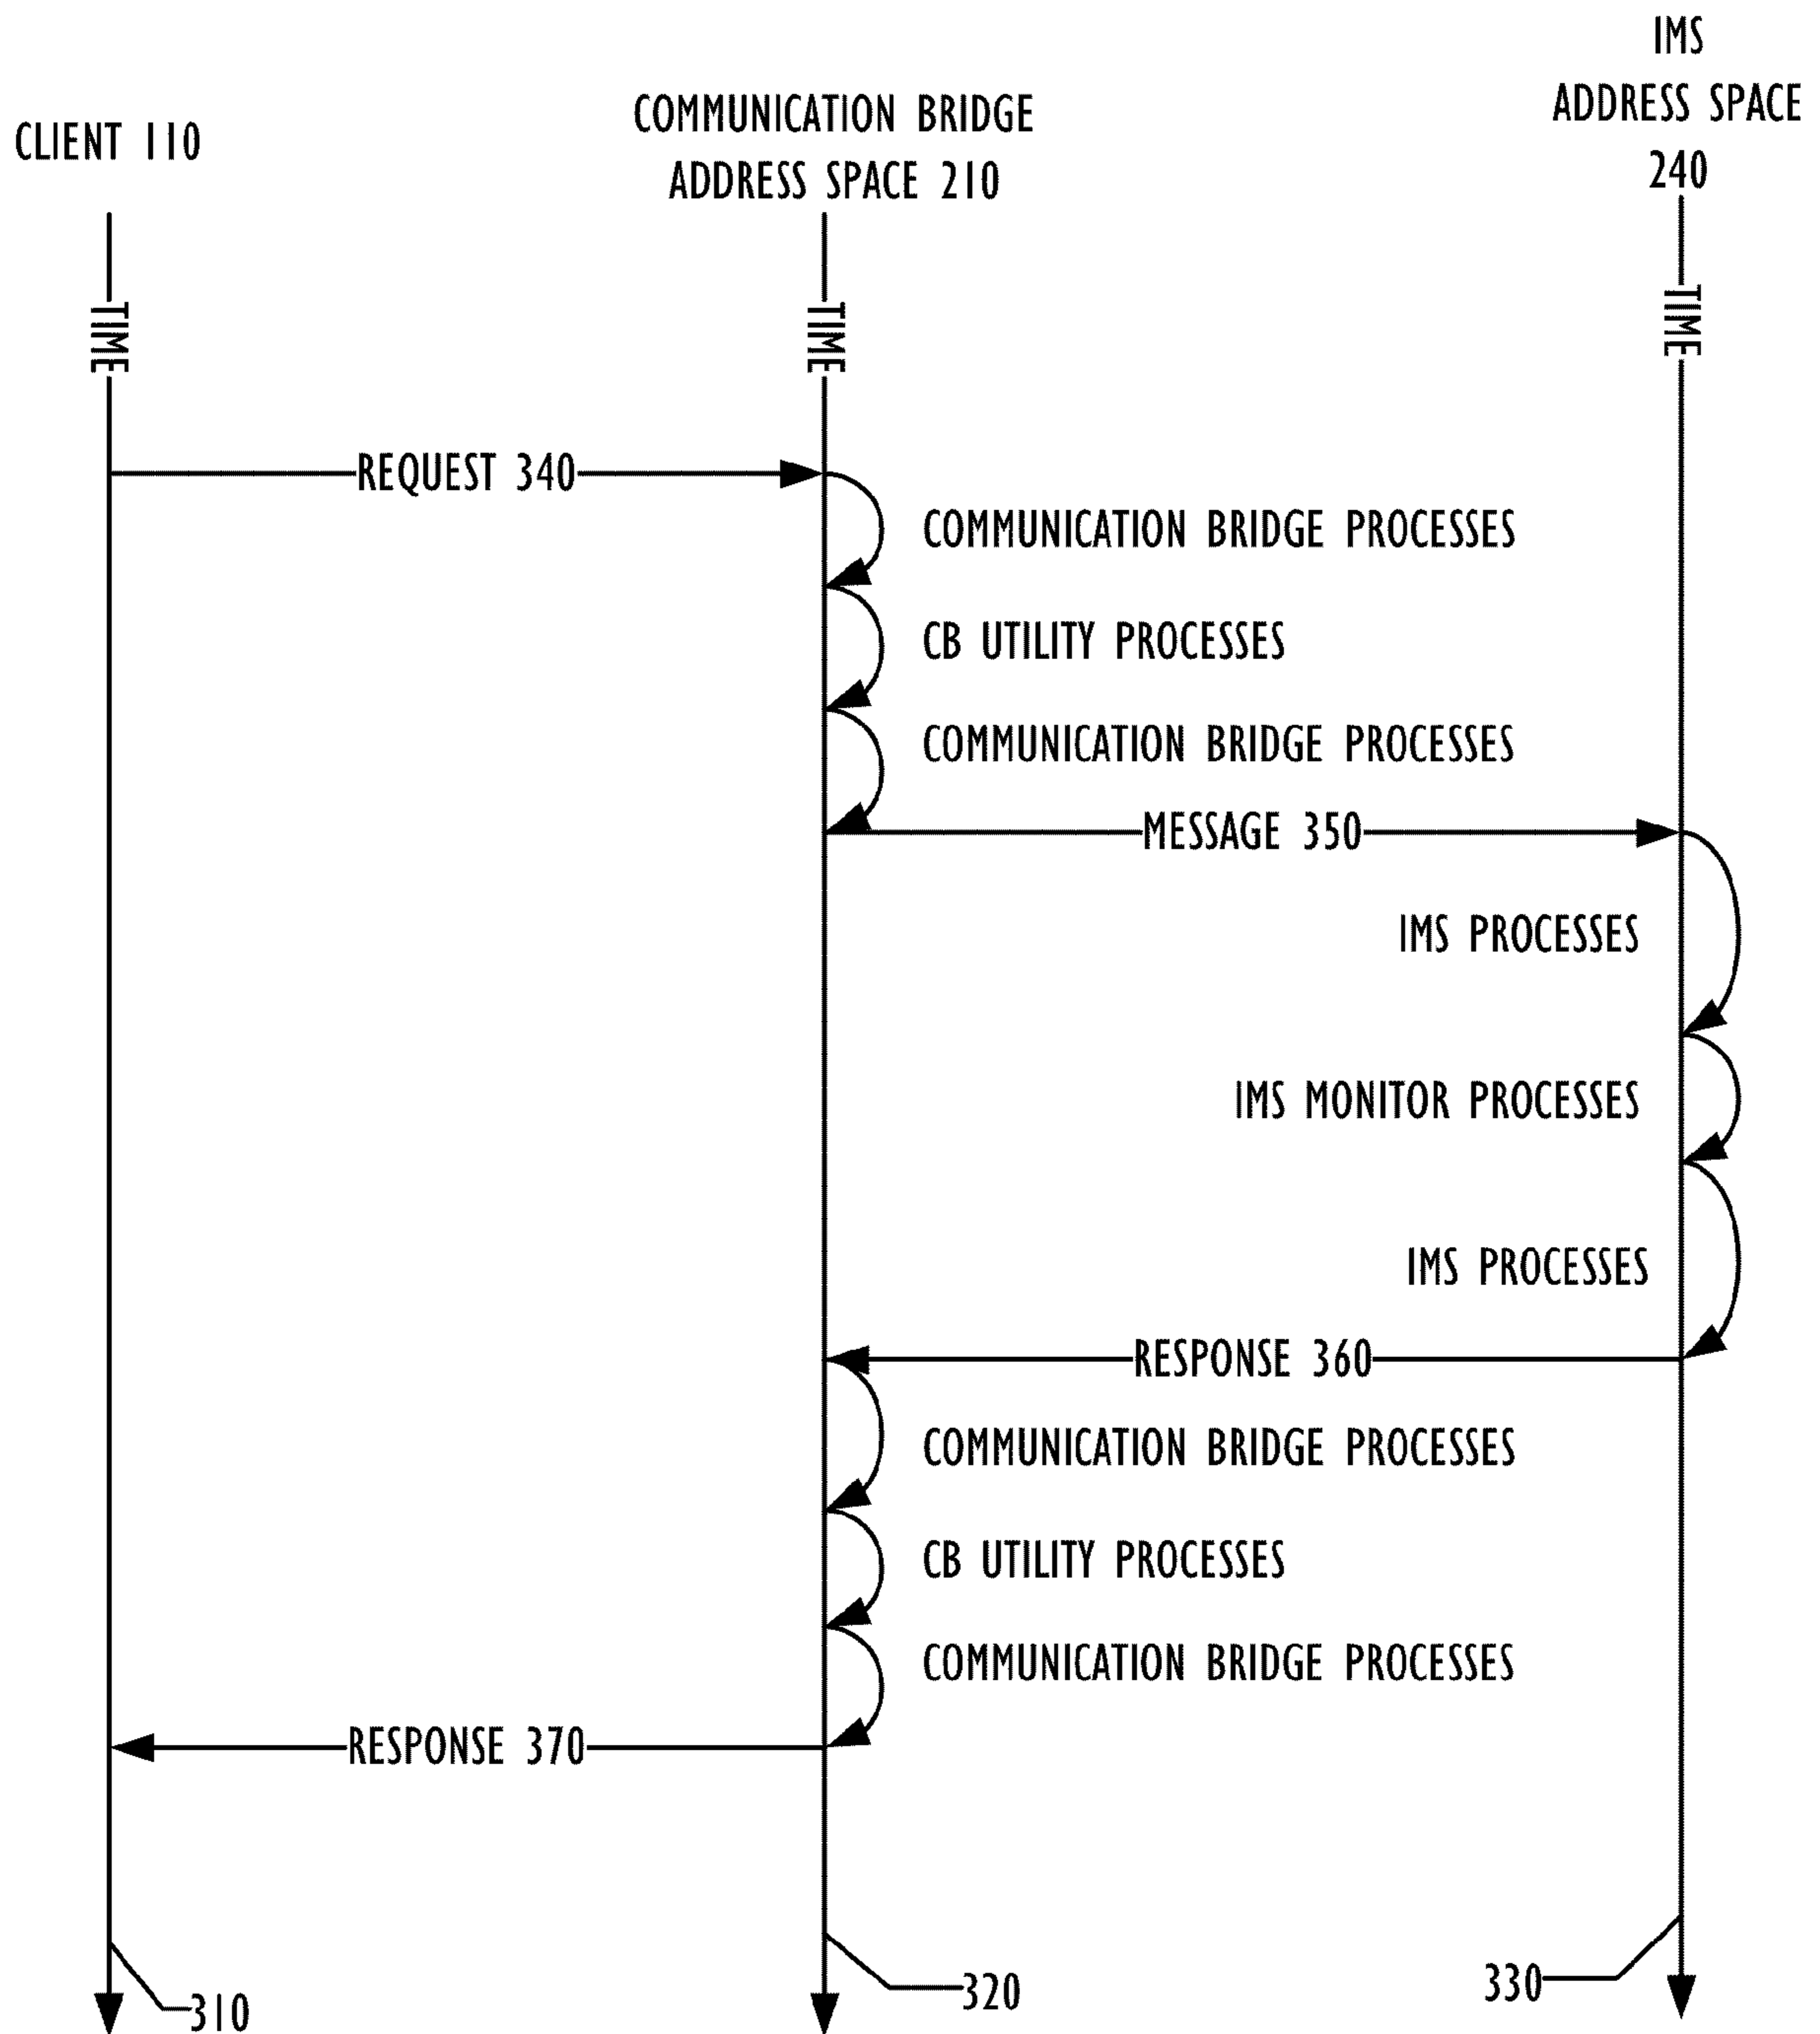 IMS
ADDRESS SPACE
240
COMMUNICATION BRIDGE
ADDRESS SPACE 210
CLIENT 110
TIME
TIME
TIME
REQUEST 340
COMMUNICATION BRIDGE PROCESSES
CB UTILITY PROCESSES
COMMUNICATION BRIDGE PROCESSES
MESSAGE 350
IMS PROCESSES
IMS MONITOR PROCESSES
IMS PROCESSES
RESPONSE 360
COMMUNICATION BRIDGE PROCESSES
CB UTILITY PROCESSES
COMMUNICATION BRIDGE PROCESSES
RESPONSE 370
310
320
330